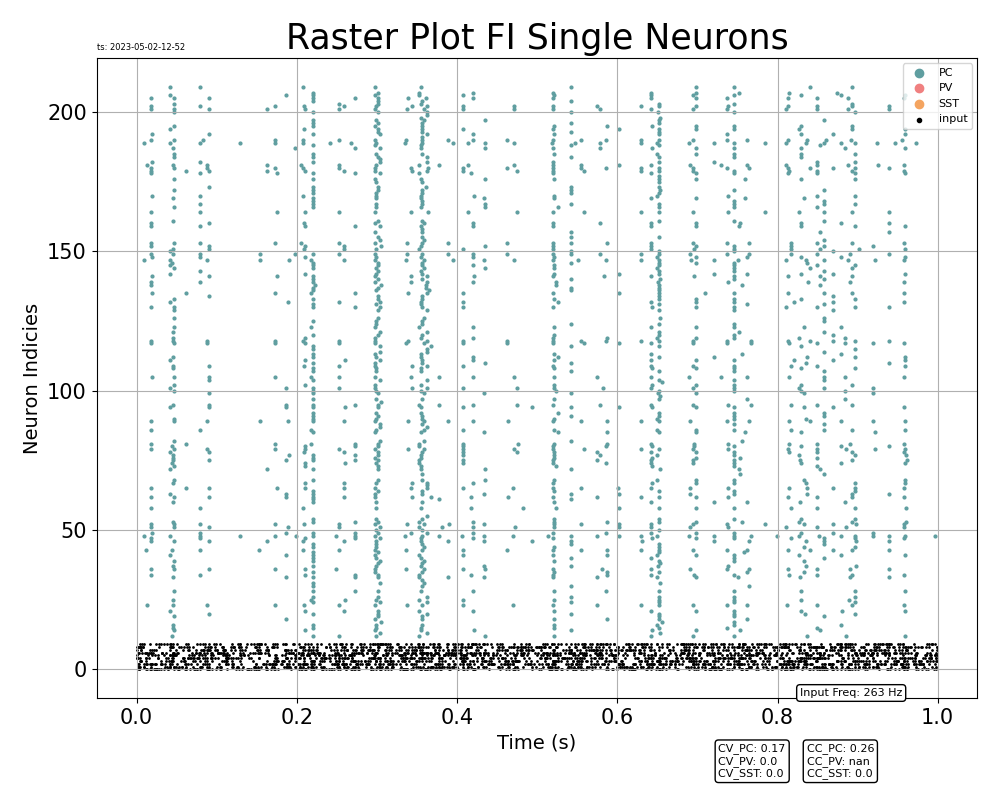 Raster Plot FI Single Neurons
ts: 2023-05-02-12-52
PC
PV
SST
input
200
150
100
50
0
Neuron Indicies
0.0 0.2 0.4 0.6 0.8 1.0
Time (s)
Input Freq: 263 Hz
CV_PC: 0.17
CV_PV: 0.0
CV_SST: 0.0
CC_PC: 0.26
CC_PV: nan
CC_SST: 0.0